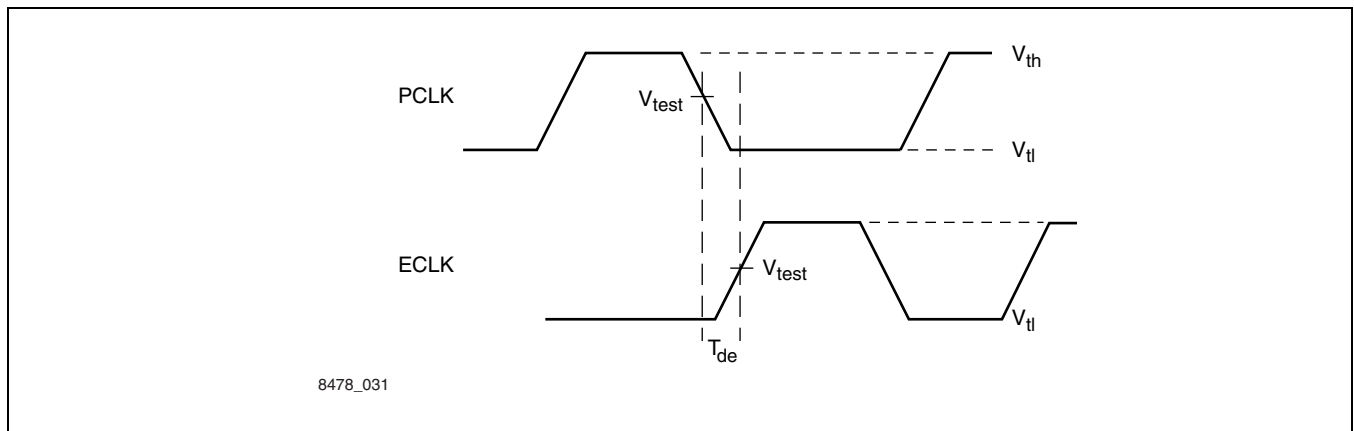 V_th
PCLK
V_test
V_tl
ECLK
V_test
V_tl
T_de
8478_031